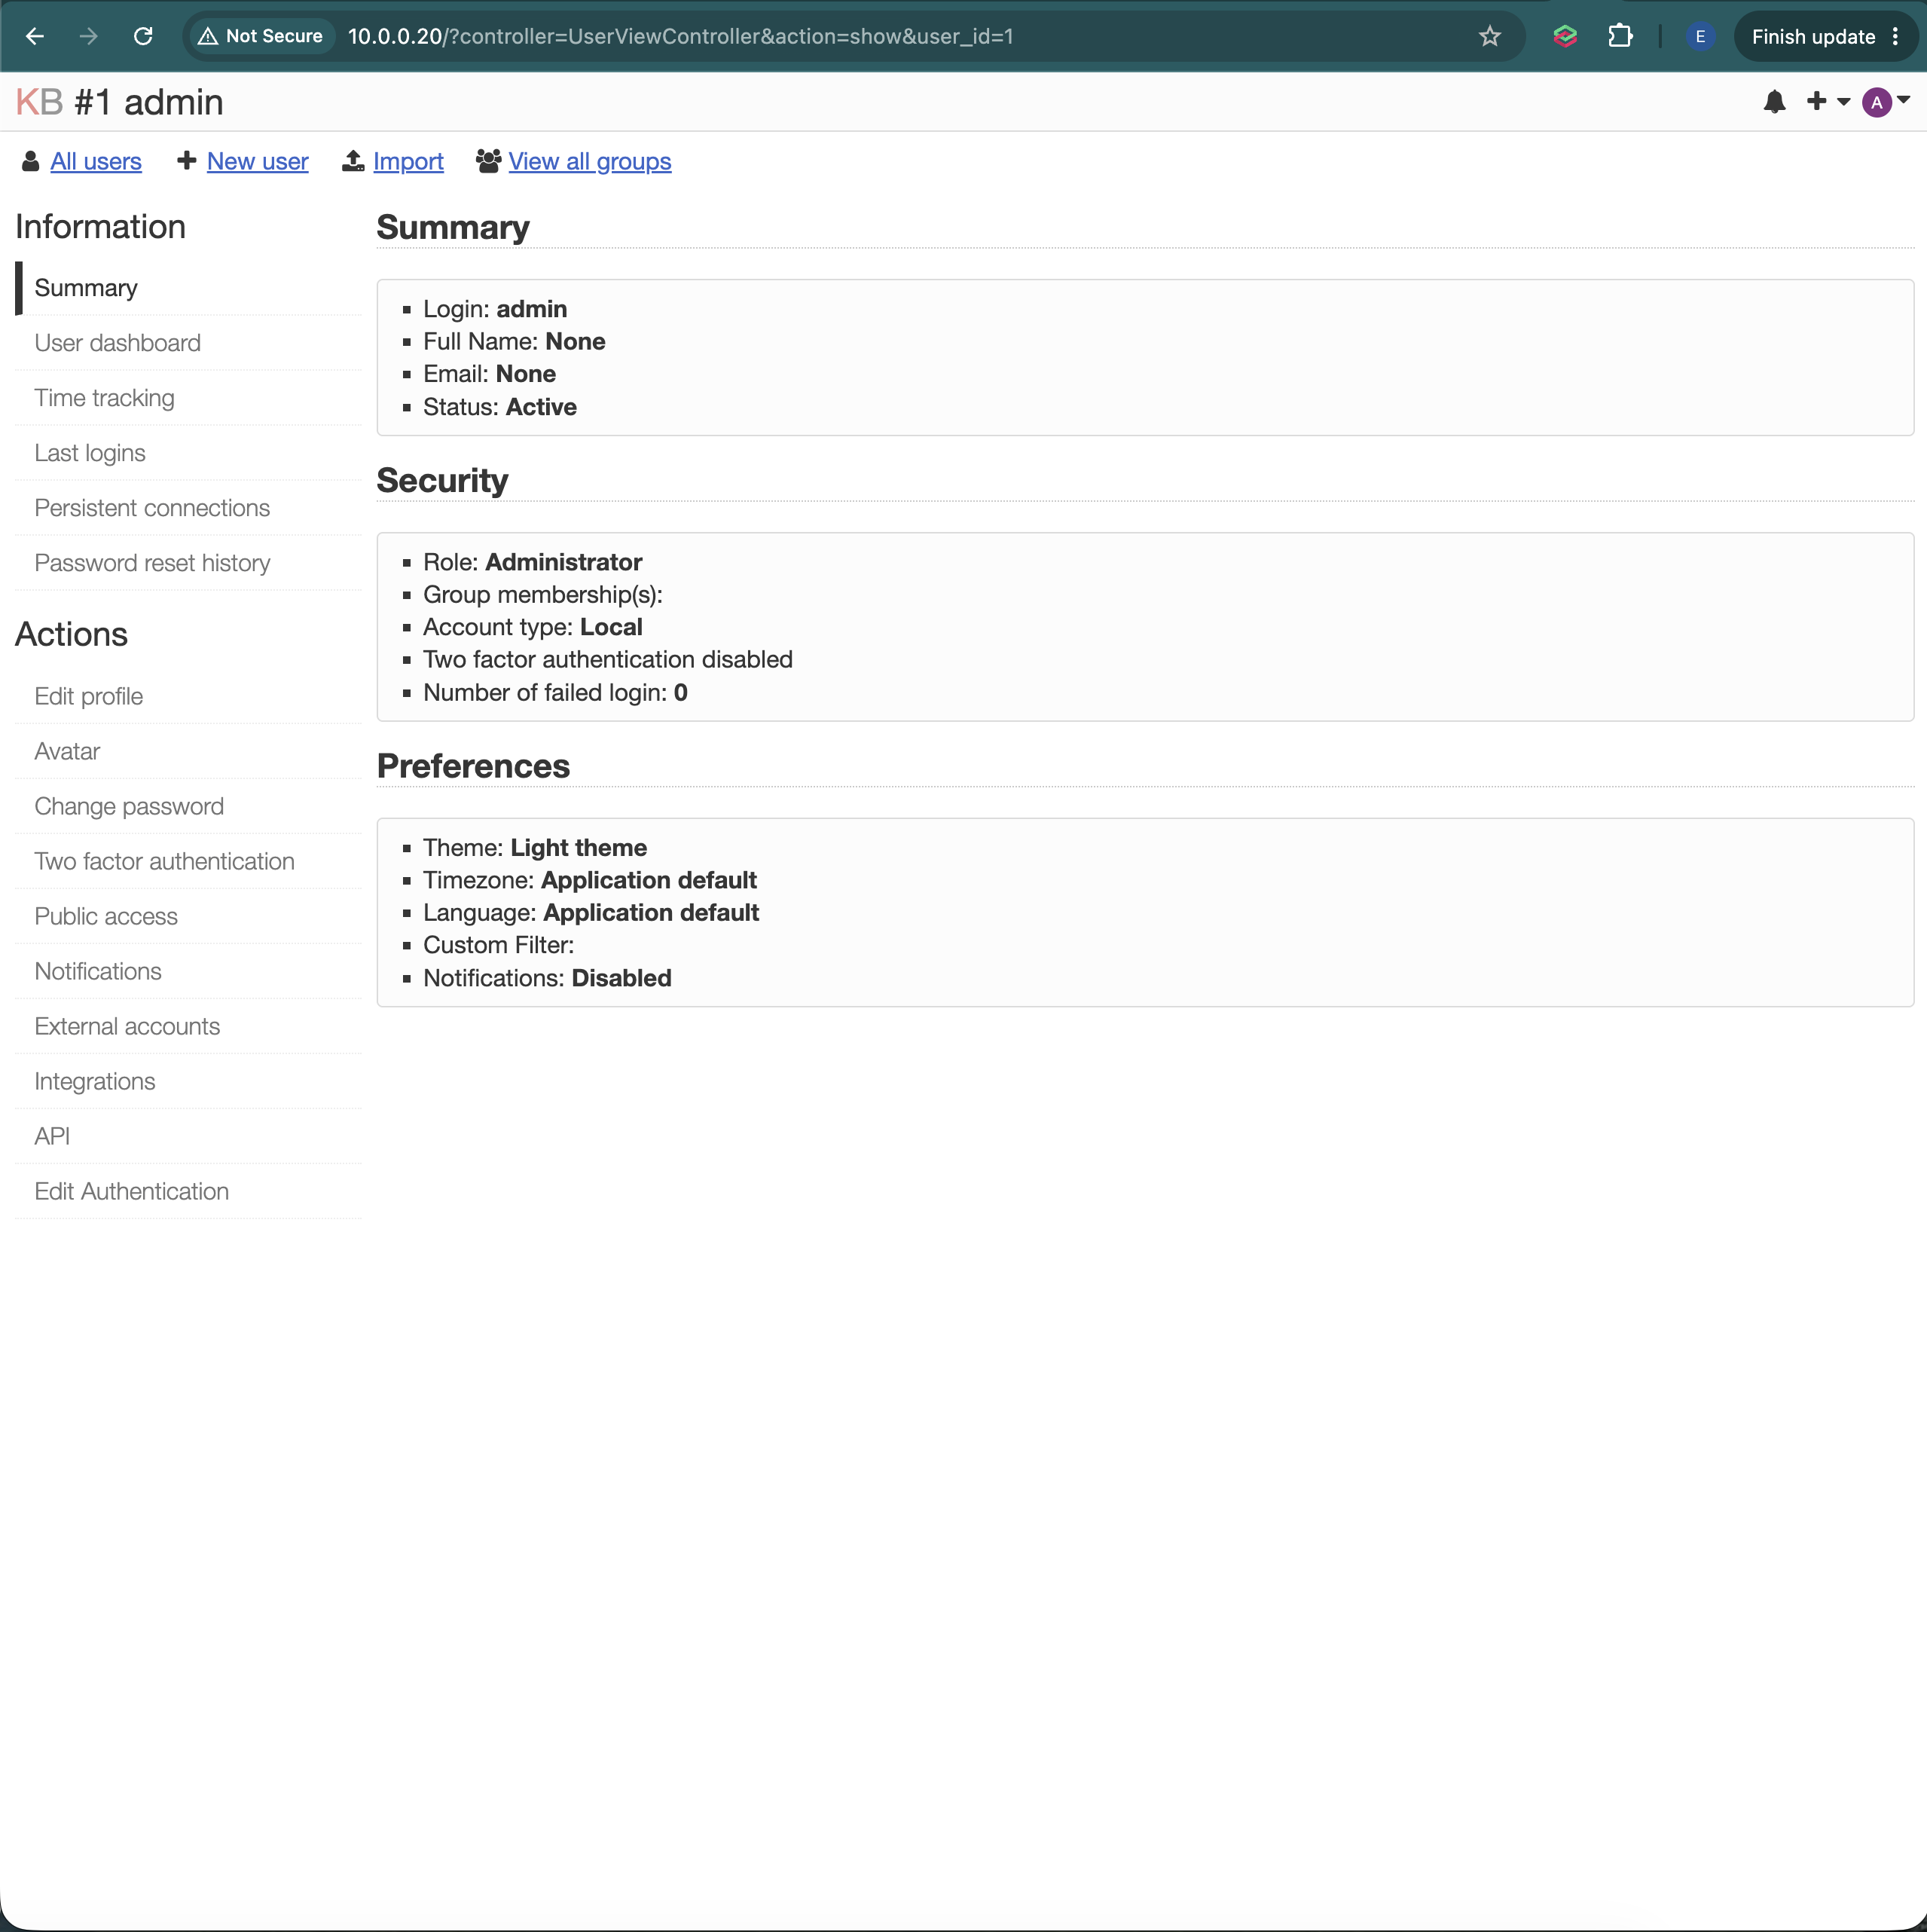 Not Secure 10.0.0.20/?controller=UserViewController&action=show&user_id=1 E Finish update
KB #1 admin A
All users New user Import View all groups
Information
Summary
User dashboard
Time tracking
Last logins
Persistent connections
Password reset history
Actions
Edit profile
Avatar
Change password
Two factor authentication
Public access
Notifications
External accounts
Integrations
API
Edit Authentication
Summary
Login: admin
Full Name: None
Email: None
Status: Active
Security
Role: Administrator
Group membership(s):
Account type: Local
Two factor authentication disabled
Number of failed login: 0
Preferences
Theme: Light theme
Timezone: Application default
Language: Application default
Custom Filter:
Notifications: Disabled